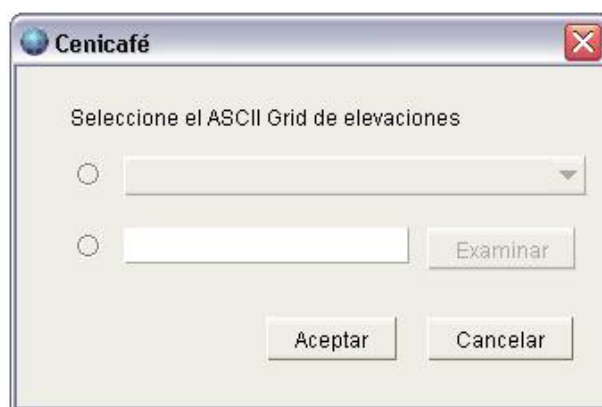 Cenicafé
Seleccione el ASCII Grid de elevaciones
Examinar
Aceptar Cancelar